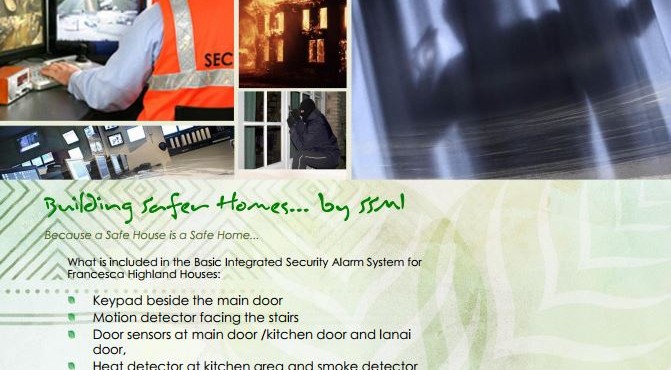 SEC
Building Safer Homes... by SSMI
Because a Safe House is a Safe Home...
What is included in the Basic Integrated Security Alarm System for
Francesca Highland Houses:
Keypad beside the main door
Motion detector facing the stairs
Door sensors at main door /kitchen door and lanai
door,
Heat detector at kitchen area and smoke detector